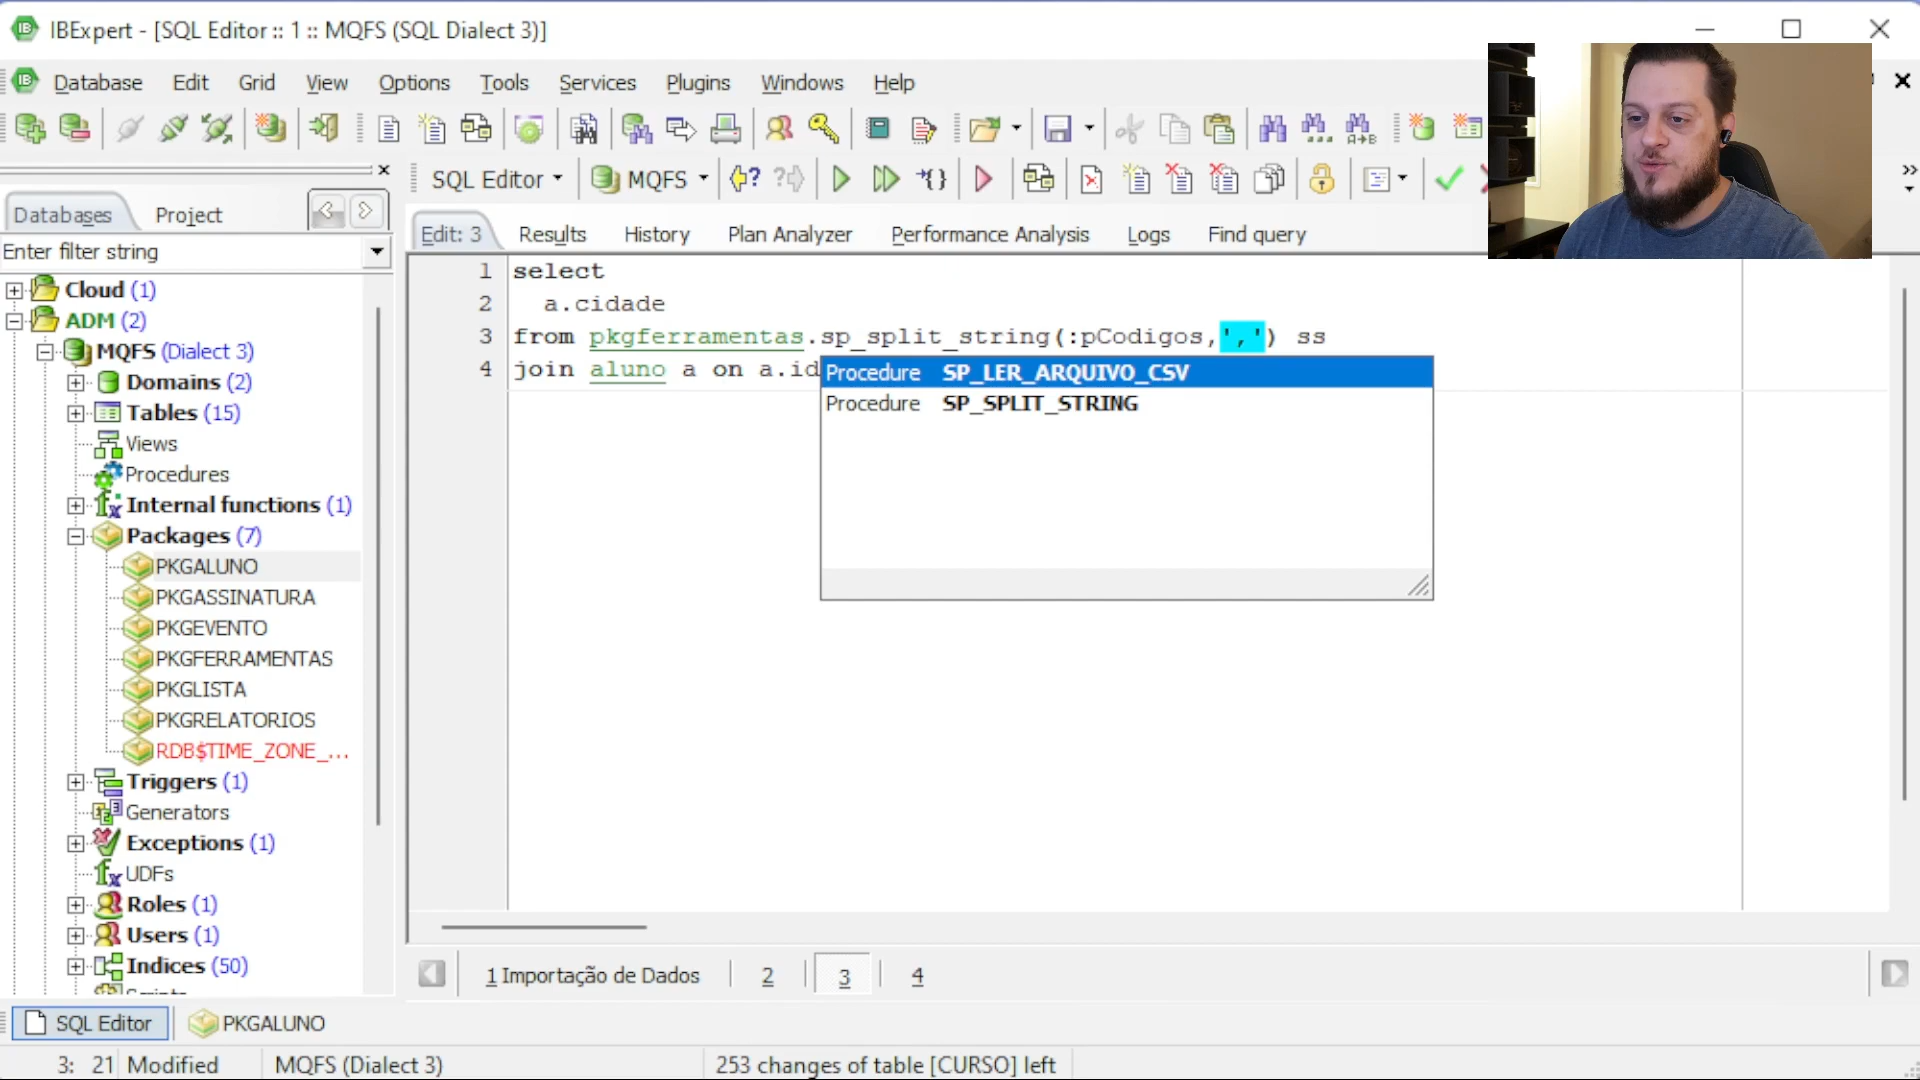 IBExpert - [SQL Editor :: 1 :: MQFS (SQL Dialect 3)]
Database Edit Grid View Options Tools Services Plugins Windows Help
SQL Editor MQFS
Databases Project
Edit: 3 Results History Plan Analyzer Performance Analysis Logs Find query
Enter filter string
Cloud (1)
ADM (2)
MQFS (Dialect 3)
Domains (2)
Tables (15)
Views
Procedures
Internal functions (1)
Packages (7)
PKGALUNO
PKGASSINATURA
PKGEVENTO
PKGFERRAMENTAS
PKGLISTA
PKGRELATORIOS
RDB$TIME_ZONE_...
Triggers (1)
Generators
Exceptions (1)
UDFs
Roles (1)
Users (1)
Indices (50)
1 select
2 a.cidade
3 from pkgferramentas.sp_split_string(:pCodigos,',') ss
4 join aluno a on a.id
Procedure SP_LER_ARQUIVO_CSV
Procedure SP_SPLIT_STRING
1 Importação de Dados 2 3 4
SQL Editor PKGALUNO
3: 21 Modified MQFS (Dialect 3) 253 changes of table [CURSO] left